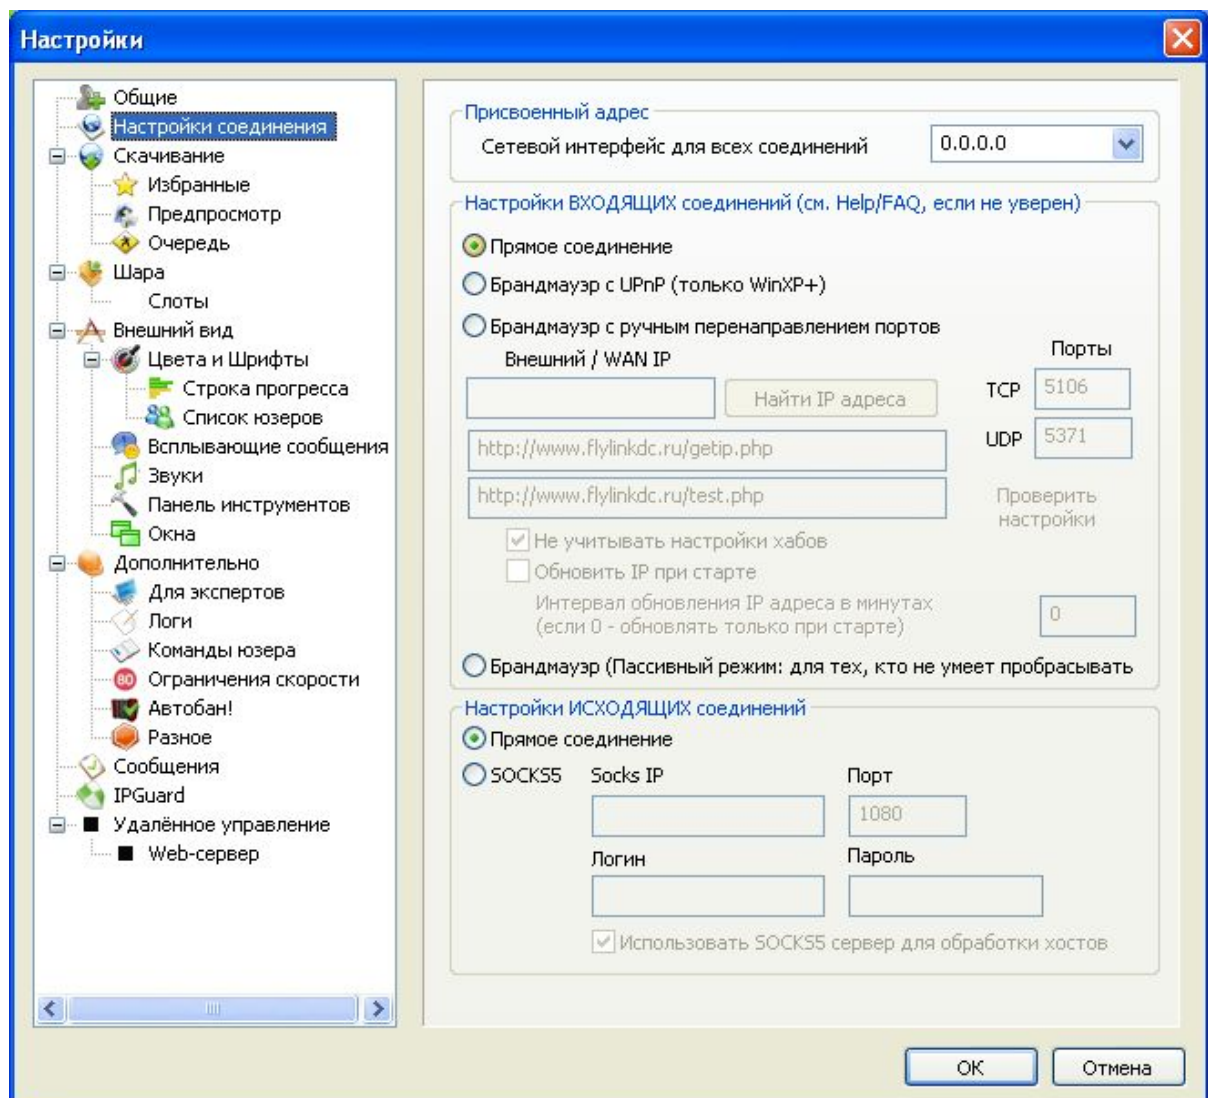 Настройки
Общие
Настройки соединения
Скачивание
Избранные
Предпросмотр
Очередь
Шара
Слоты
Внешний вид
Цвета и Шрифты
Строка прогресса
Список юзеров
Всплывающие сообщения
Звуки
Панель инструментов
Окна
Дополнительно
Для экспертов
Логи
Команды юзера
80
Ограничения скорости
Автобан!
Разное
Сообщения
IPGuard
Удалённое управление
Web-сервер
Присвоенный адрес
Сетевой интерфейс для всех соединений 0.0.0.0
Настройки ВХОДЯЩИХ соединений (см. Help/FAQ, если не уверен)
Прямое соединение
Брандмауэр с UPnP (только WinXP+)
Брандмауэр с ручным перенаправлением портов
Внешний / WAN IP
Порты
Найти IP адреса
TCP 5106
http://www.flylinkdc.ru/getip.php
UDP 5371
http://www.flylinkdc.ru/test.php
Проверить
настройки
Не учитывать настройки хабов
Обновить IP при старте
Интервал обновления IP адреса в минутах
(если 0 - обновлять только при старте)
0
Брандмауэр (Пассивный режим: для тех, кто не умеет пробрасывать
Настройки ИСХОДЯЩИХ соединений
Прямое соединение
SOCKS5 Socks IP Порт
1080
Логин Пароль
Использовать SOCKS5 сервер для обработки хостов
OK Отмена